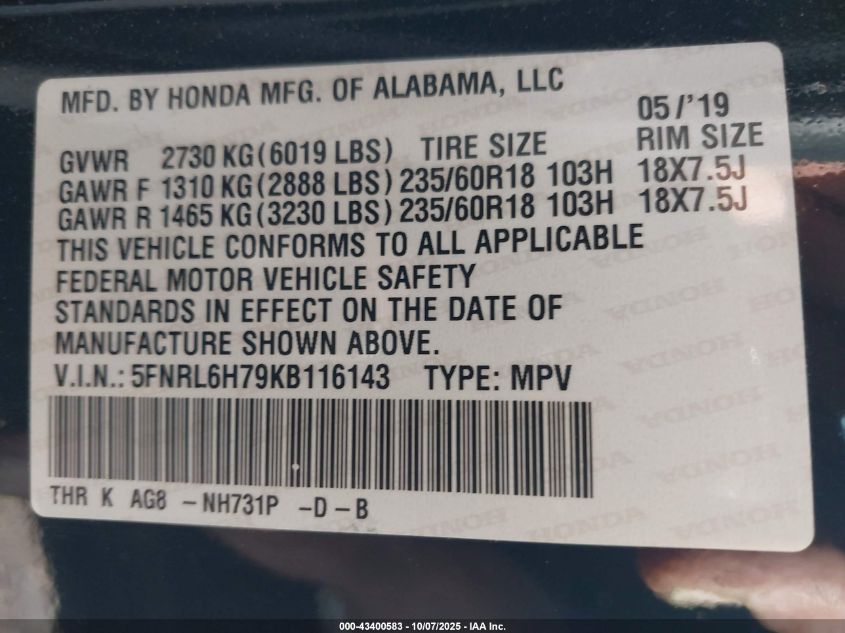 MFD. BY HONDA MFG. OF ALABAMA, LLC
05/'19
GVWR 2730 KG(6019 LBS) TIRE SIZE RIM SIZE
GAWR F 1310 KG(2888 LBS) 235/60R18 103H 18X7.5J
GAWR R 1465 KG(3230 LBS) 235/60R18 103H 18X7.5J
THIS VEHICLE CONFORMS TO ALL APPLICABLE
FEDERAL MOTOR VEHICLE SAFETY
STANDARDS IN EFFECT ON THE DATE OF
MANUFACTURE SHOWN ABOVE.
V.I.N.: 5FNRL6H79KB116143 TYPE: MPV
THR K AG8 -NH731P -D-B
000-43400583 - 10/07/2025 - IAA Inc.